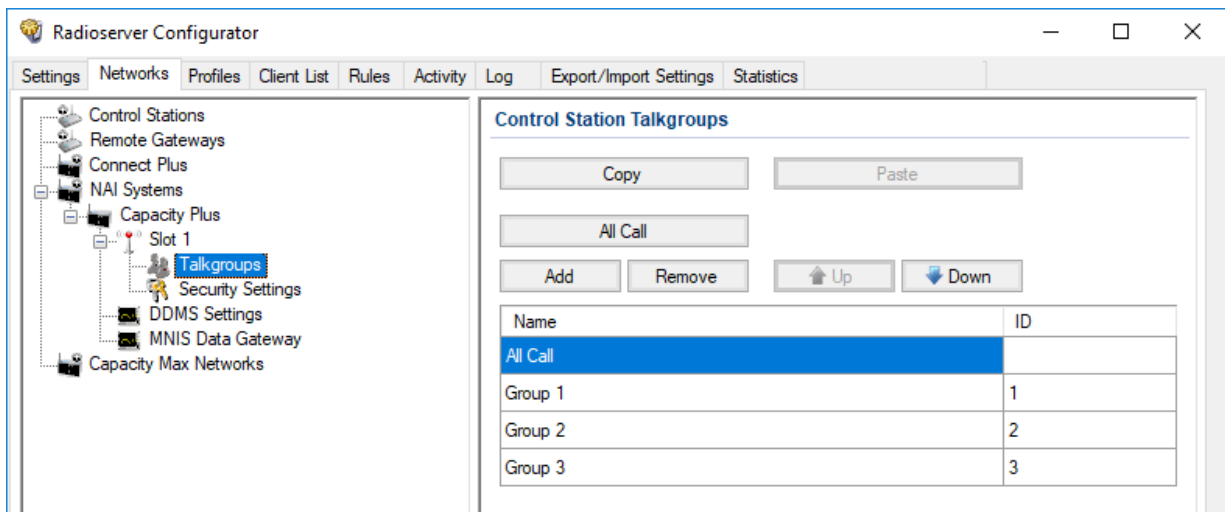 Radioserver Configurator
Settings Networks Profiles Client List Rules Activity Log Export/Import Settings Statistics
Control Stations
Remote Gateways
Connect Plus
NAI Systems
Capacity Plus
Slot 1
Talkgroups
Security Settings
DDMS Settings
MNIS Data Gateway
Capacity Max Networks
Control Station Talkgroups
Copy Paste
All Call
Add Remove Up Down
Name ID
All Call
Group 1 1
Group 2 2
Group 3 3